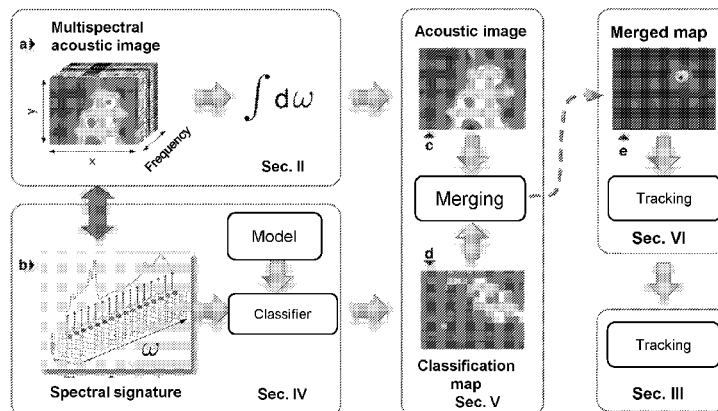 a)
Multispectral
acoustic image
y
x
Frequency
∫ dω
Sec. II
b)
Model
Classifier
ω
Spectral signature
Sec. IV
Acoustic image
c
Merging
d
Classification
map
Sec. V
Merged map
e
Tracking
Sec. VI
Tracking
Sec. III